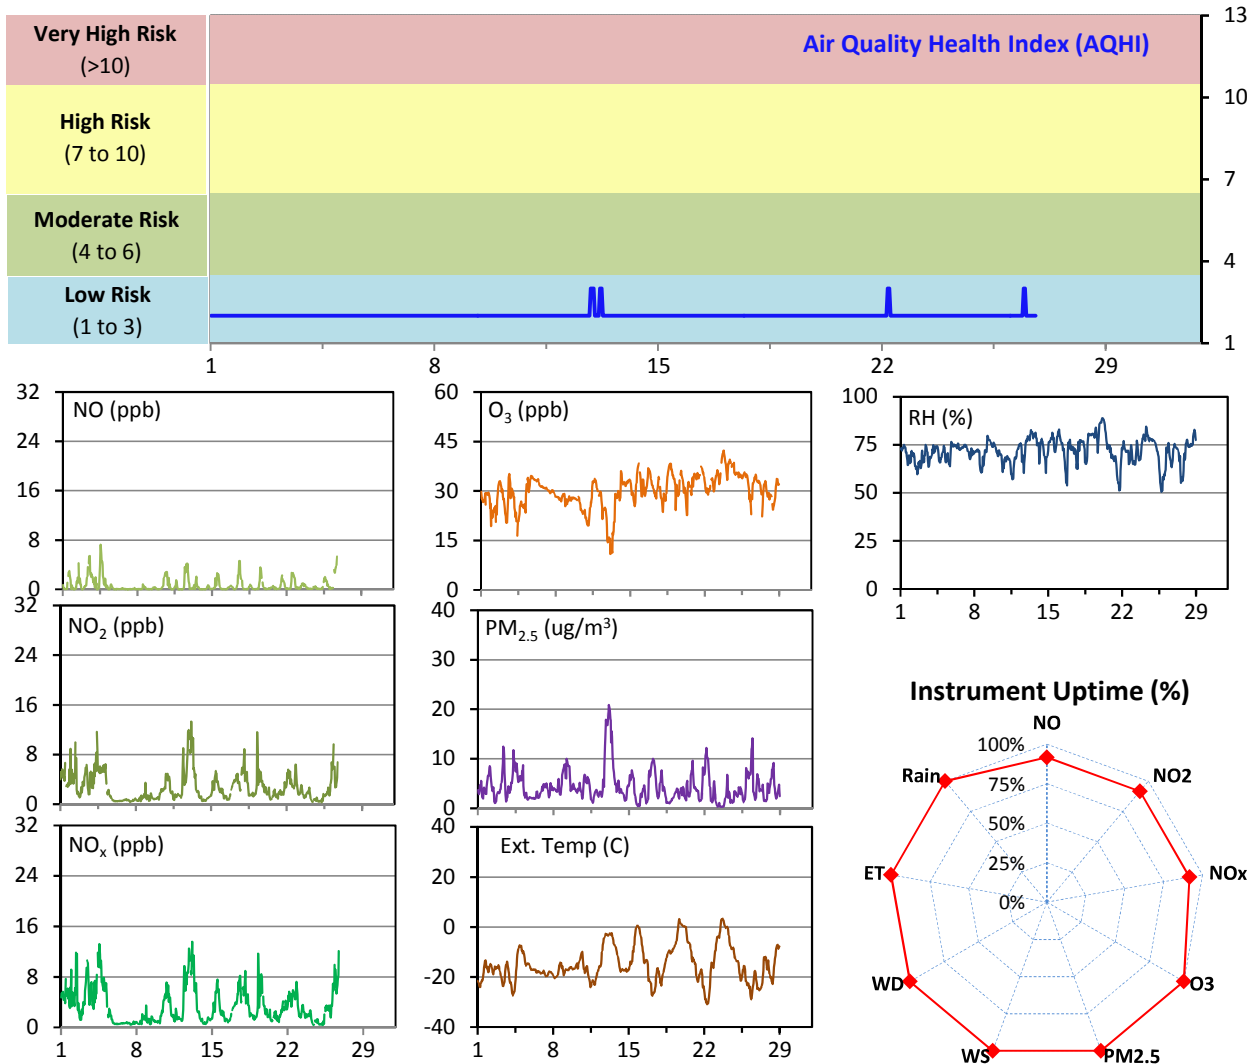 Very High Risk
(>10)
High Risk
(7 to 10)
Moderate Risk
(4 to 6)
Low Risk
(1 to 3)
Air Quality Health Index (AQHI)
13
10
7
4
1
1 8 15 22 29
NO (ppb)
32
24
16
8
0
O3 (ppb)
60
45
30
15
0
RH (%)
100
75
50
25
0
1 8 15 22 29
NO2 (ppb)
32
24
16
8
0
PM2.5 (ug/m³)
40
30
20
10
0
NOx (ppb)
32
24
16
8
0
1 8 15 22 29
Ext. Temp (C)
40
20
0
-20
-40
1 8 15 22 29
Instrument Uptime (%)
NO
NO2
NOx
O3
PM2.5
WS
WD
ET
Rain
100%
75%
50%
25%
0%